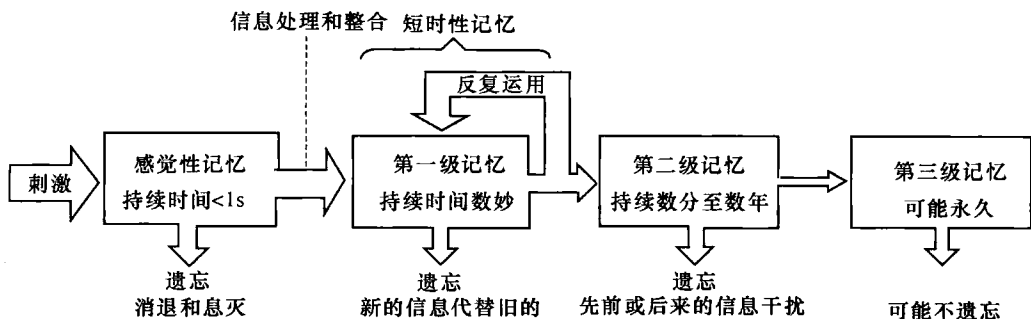 信息处理和整合 短时性记忆
反复运用
刺激
感觉性记忆
持续时间<1s
第一级记忆
持续时间数妙
第二级记忆
持续数分至数年
第三级记忆
可能永久
遗忘
消退和息灭
遗忘
新的信息代替旧的
遗忘
先前或后来的信息干扰
可能不遗忘